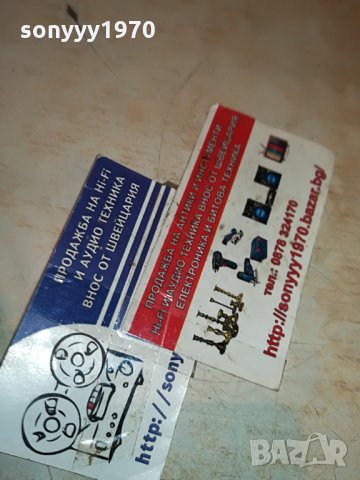 sonyyy1970
ПРОДАЖБА НА Hi-Fi
И АУДИО ТЕХНИКА
ВНОС ОТ ШВЕЙЦАРИЯ
http://sony
ПРОДАЖБА НА АНТИКИ И ИНСТРУМЕНТИ
Hi-Fi И АУДИО ТЕХНИКА ВНОС ОТ ШВЕЙЦАРИЯ
ЕЛЕКТРОНИКА И БИТОВА ТЕХНИКА
тел.: 0878 324170
http://sonyyy1970.bazar.bg/
BAZAR
bg